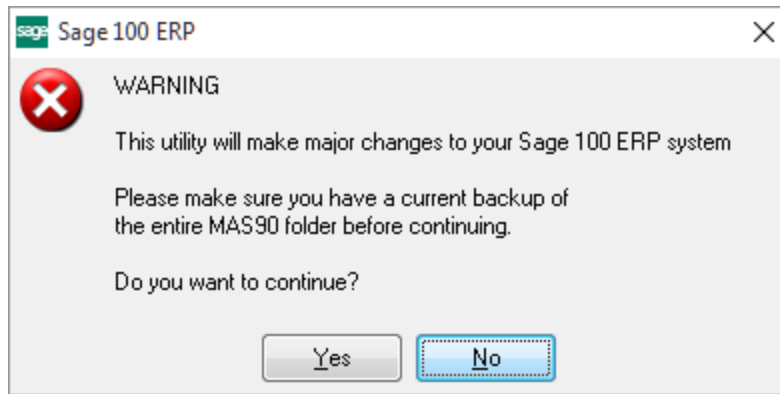 sage Sage 100 ERP
WARNING
This utility will make major changes to your Sage 100 ERP system
Please make sure you have a current backup of
the entire MAS90 folder before continuing.
Do you want to continue?
Yes No